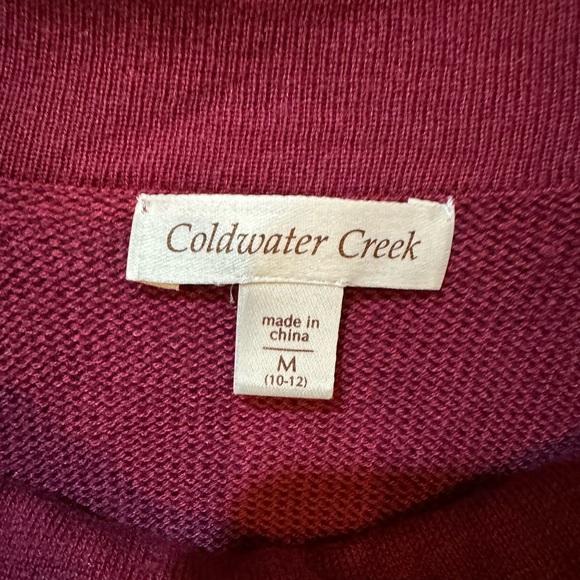 Coldwater Creek
made in
china
M
(10-12)